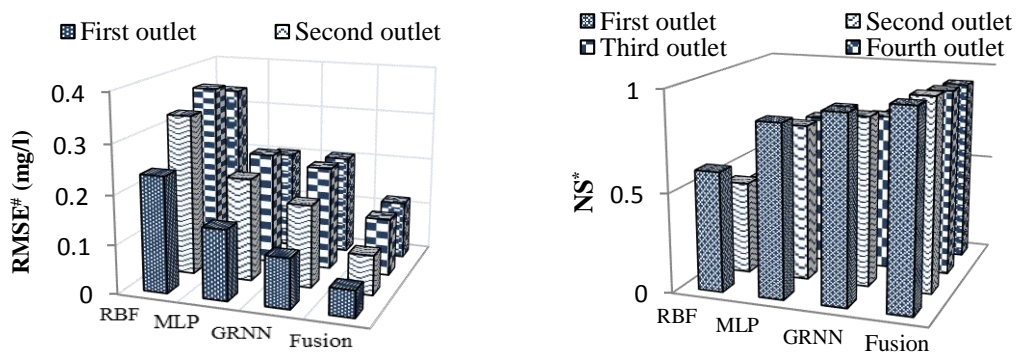 First outlet Second outlet
RMSE# (mg/l)
0.4
0.3
0.2
0.1
0
RBF MLP GRNN Fusion
First outlet Second outlet
Third outlet Fourth outlet
NS*
1
0.5
0
RBF MLP GRNN Fusion